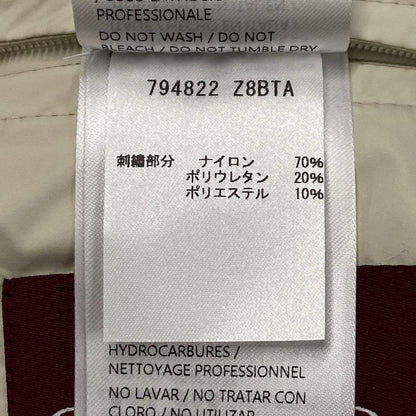 PROFESSIONALE
DO NOT WASH / DO NOT
BLEACH / DO NOT TUMBLE DRY
794822 Z8BTA
刺繍部分 ナイロン 70%
ポリウレタン 20%
ポリエステル 10%
HYDROCARBURES /
NETTOYAGE PROFESSIONNEL
NO LAVAR / NO TRATAR CON
CLORO / NO UTILIZAR